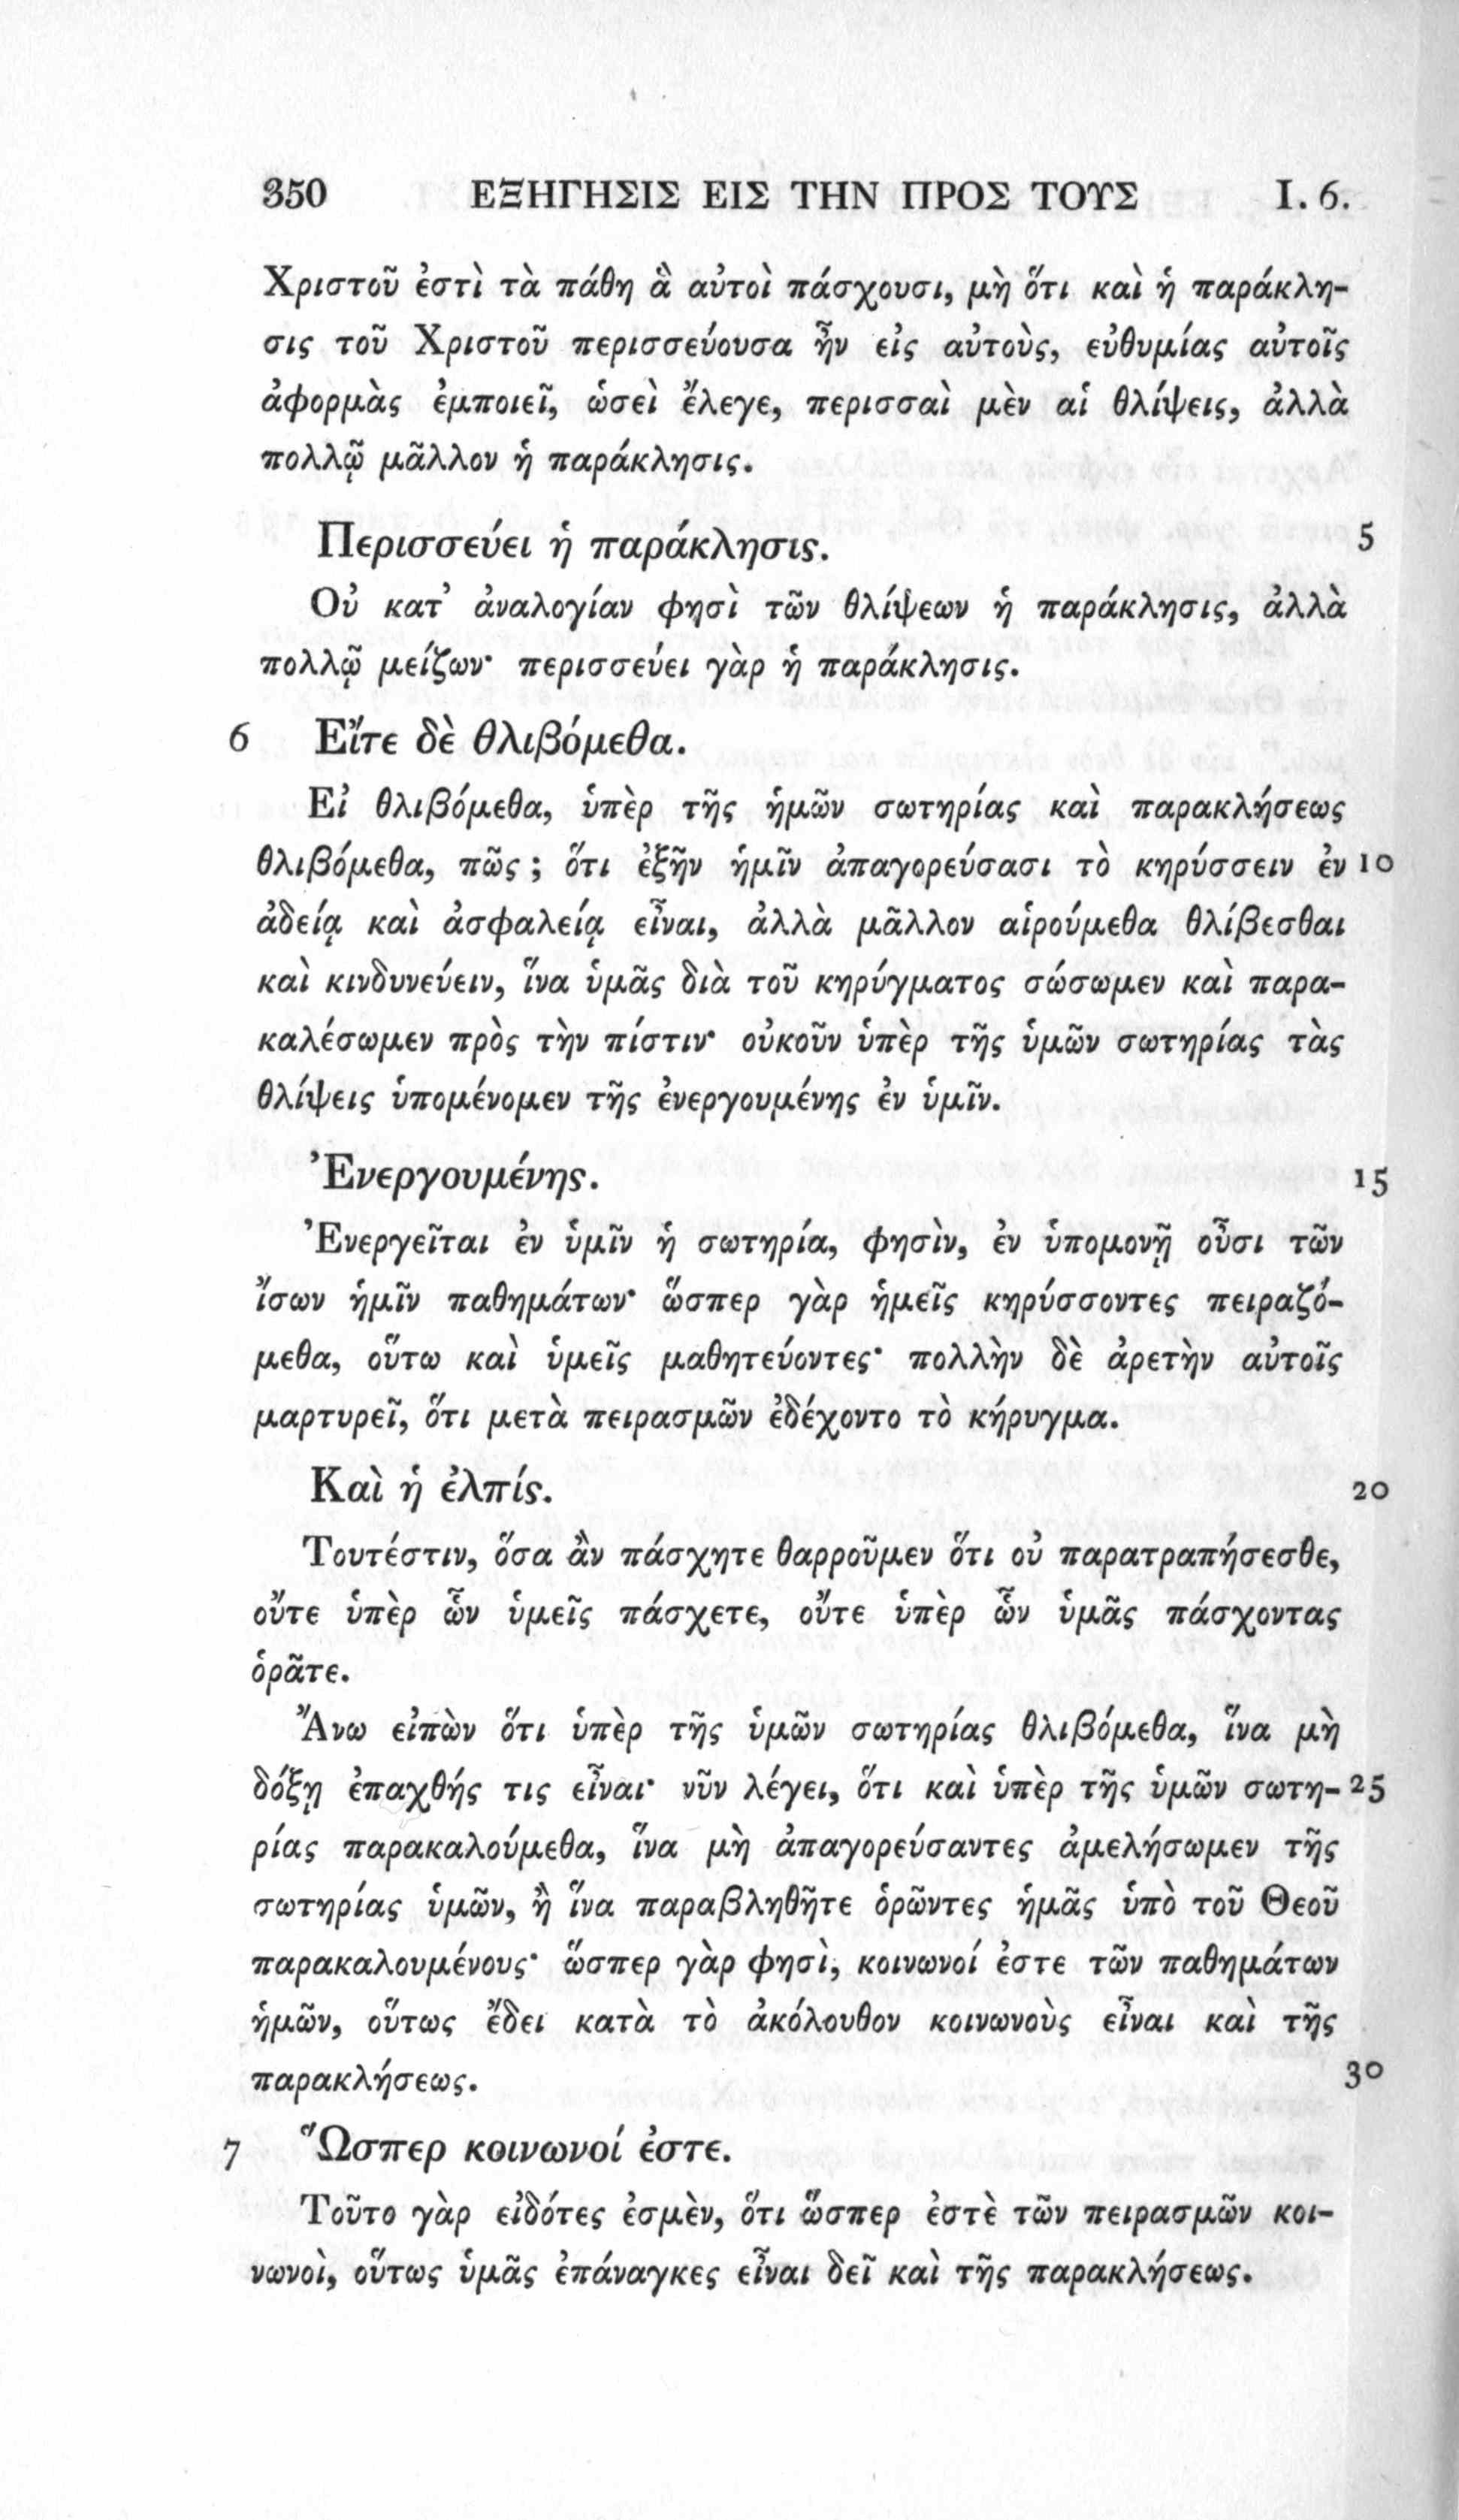 350 ΕΞΗΓΗΣΙΣ ΕΙΣ ΤΗΝ ΠΡΟΣ ΤΟΥΣ I. 6.
Χριστοῦ ἐστὶ τὰ πάθη ἃ αὐτοὶ πάσχουσι, μὴ ὅτι καὶ ἡ παράκλη-
σις τοῦ Χριστοῦ περισσεύουσα ἦν εἰς αὐτοὺς, εὐθυμίας αὐτοῖς
ἀφορμὰς ἐμποιεῖ, ὡσεὶ ἔλεγε, περισσαὶ μὲν αἱ θλίψεις, ἀλλὰ
πολλῷ μᾶλλον ἡ παράκλησις.
Περισσεύει ἡ παράκλησις. 5
Οὐ κατ᾽ ἀναλογίαν φησὶ τῶν θλίψεων ἡ παράκλησις, ἀλλὰ
πολλῷ μείζων· περισσεύει γὰρ ἡ παράκλησις.
6 Εἴτε δὲ θλιβόμεθα.
Εἰ θλιβόμεθα, ὑπὲρ τῆς ἡμῶν σωτηρίας καὶ παρακλήσεως
θλιβόμεθα, πῶς ; ὅτι ἐξῆν ἡμῖν ἀπαγορεύσασι τὸ κηρύσσειν ἐν 10
ἀδείᾳ καὶ ἀσφαλείᾳ εἶναι, ἀλλὰ μᾶλλον αἱρούμεθα θλίβεσθαι
καὶ κινδυνεύειν, ἵνα ὑμᾶς διὰ τοῦ κηρύγματος σώσωμεν καὶ παρα-
καλέσωμεν πρὸς τὴν πίστιν· οὐκοῦν ὑπὲρ τῆς ὑμῶν σωτηρίας τὰς
θλίψεις ὑπομένομεν τῆς ἐνεργουμένης ἐν ὑμῖν.
Ἐνεργουμένης. 15
Ἐνεργεῖται ἐν ὑμῖν ἡ σωτηρία, φησὶν, ἐν ὑπομονῇ οὖσι τῶν
ἴσων ἡμῖν παθημάτων· ὥσπερ γὰρ ἡμεῖς κηρύσσοντες πειραζό-
μεθα, οὕτω καὶ ὑμεῖς μαθητεύοντες· πολλὴν δὲ ἀρετὴν αὐτοῖς
μαρτυρεῖ, ὅτι μετὰ πειρασμῶν ἐδέχοντο τὸ κήρυγμα.
Καὶ ἡ ἐλπίς. 20
Τουτέστιν, ὅσα ἂν πάσχητε θαρροῦμεν ὅτι οὐ παρατραπήσεσθε,
οὔτε ὑπὲρ ὧν ὑμεῖς πάσχετε, οὔτε ὑπὲρ ὧν ὑμᾶς πάσχοντας
ὁρᾶτε.
Ἄνω εἰπὼν ὅτι ὑπὲρ τῆς ὑμῶν σωτηρίας θλιβόμεθα, ἵνα μὴ
δόξῃ ἐπαχθής τις εἶναι· νῦν λέγει, ὅτι καὶ ὑπὲρ τῆς ὑμῶν σωτη- 25
ρίας παρακαλούμεθα, ἵνα μὴ ἀπαγορεύσαντες ἀμελήσωμεν τῆς
σωτηρίας ὑμῶν, ἢ ἵνα παραβληθῆτε ὁρῶντες ἡμᾶς ὑπὸ τοῦ Θεοῦ
παρακαλουμένους· ὥσπερ γὰρ φησὶ, κοινωνοί ἐστε τῶν παθημάτων
ἡμῶν, οὕτως ἔδει κατὰ τὸ ἀκόλουθον κοινωνοὺς εἶναι καὶ τῆς
παρακλήσεως. 30
7 Ὥσπερ κοινωνοί ἐστε.
Τοῦτο γὰρ εἰδότες ἐσμὲν, ὅτι ὥσπερ ἐστὲ τῶν πειρασμῶν κοι-
νωνοὶ, οὕτως ὑμᾶς ἐπάναγκες εἶναι δεῖ καὶ τῆς παρακλήσεως.